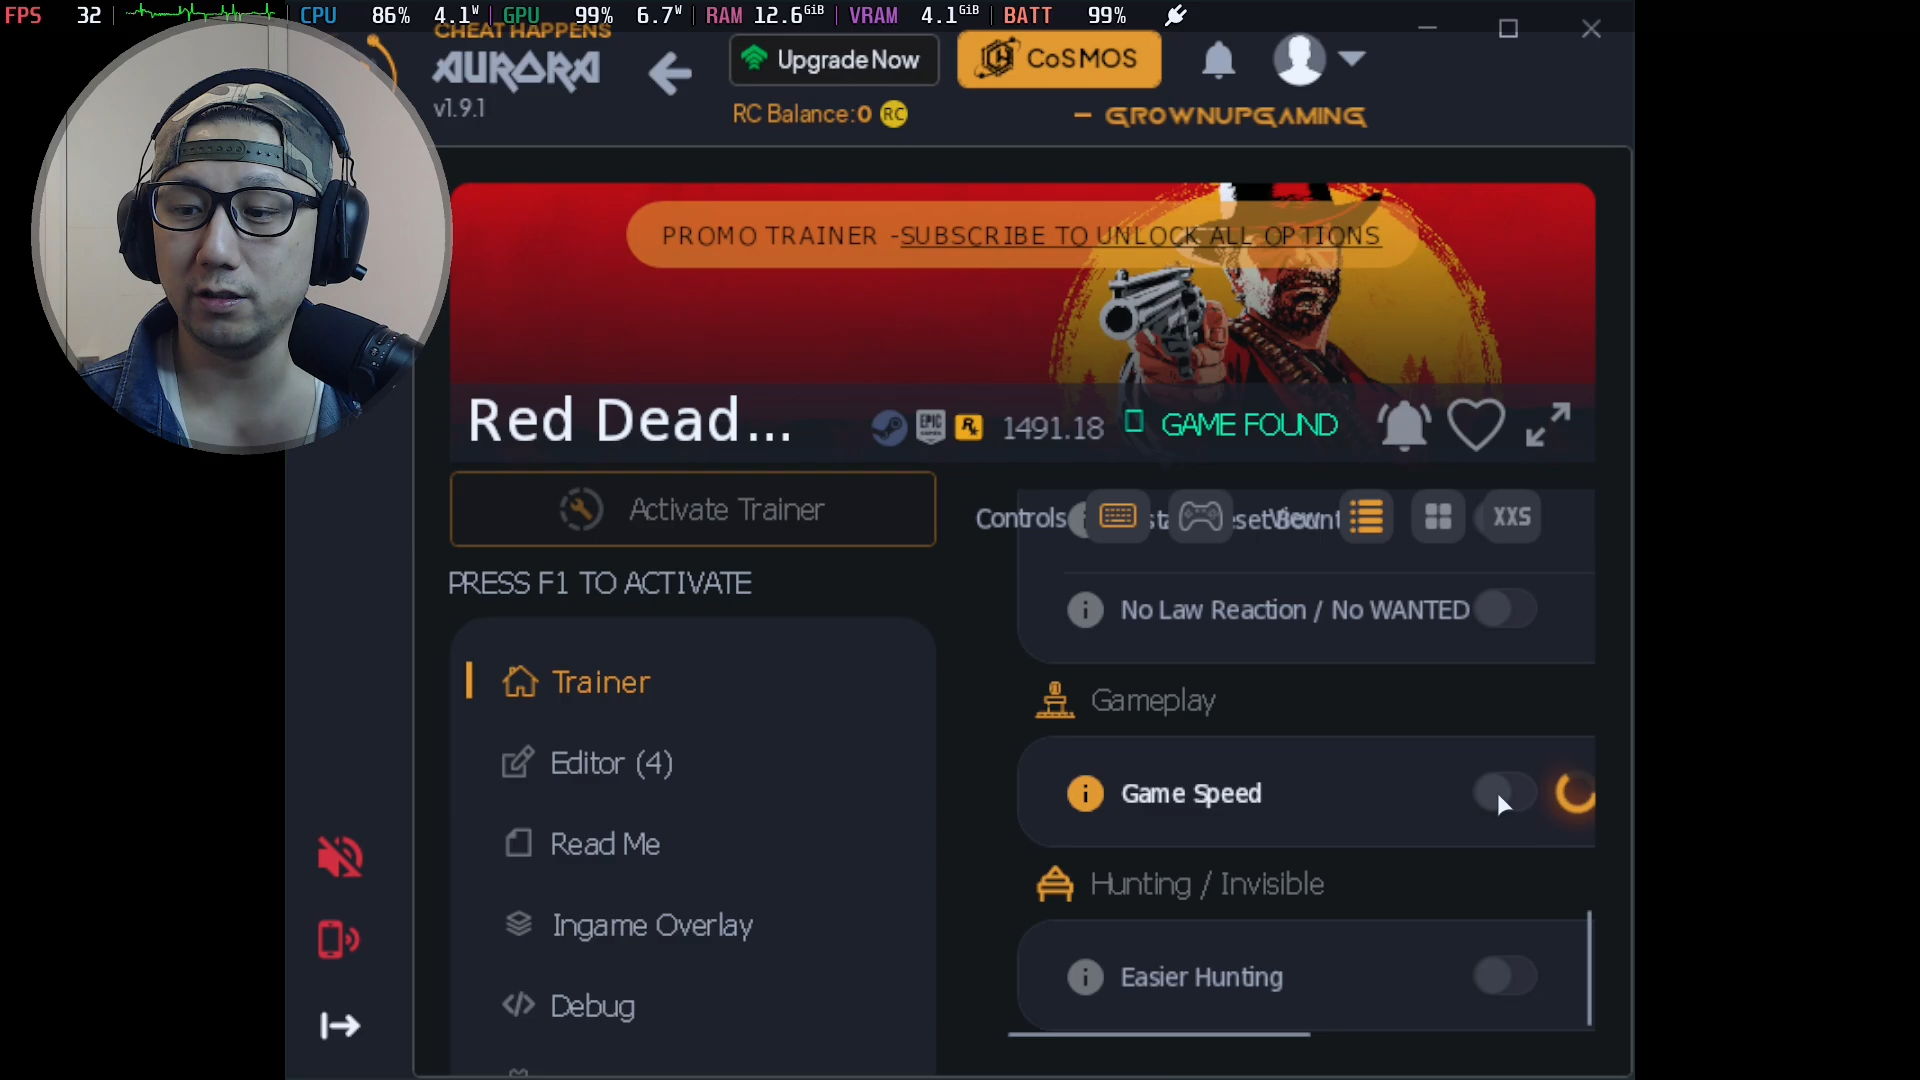 FPS 32 CPU 86% 4.1W GPU 99% 6.7W RAM 12.6GiB VRAM 4.1GiB BATT 99%
CHEAT HAPPENS
AURORA
v1.9.1
Upgrade Now
CoSMOS
RC Balance:0 RC
GROWNUPGAMING
PROMO TRAINER -SUBSCRIBE TO UNLOCK ALL OPTIONS
Red Dead...
EPIC GAMES
R
1491.18
GAME FOUND
Activate Trainer
Controls
View
XXS
PRESS F1 TO ACTIVATE
No Law Reaction / No WANTED
Trainer
Gameplay
Editor (4)
Game Speed
Read Me
Hunting / Invisible
Ingame Overlay
Easier Hunting
Debug